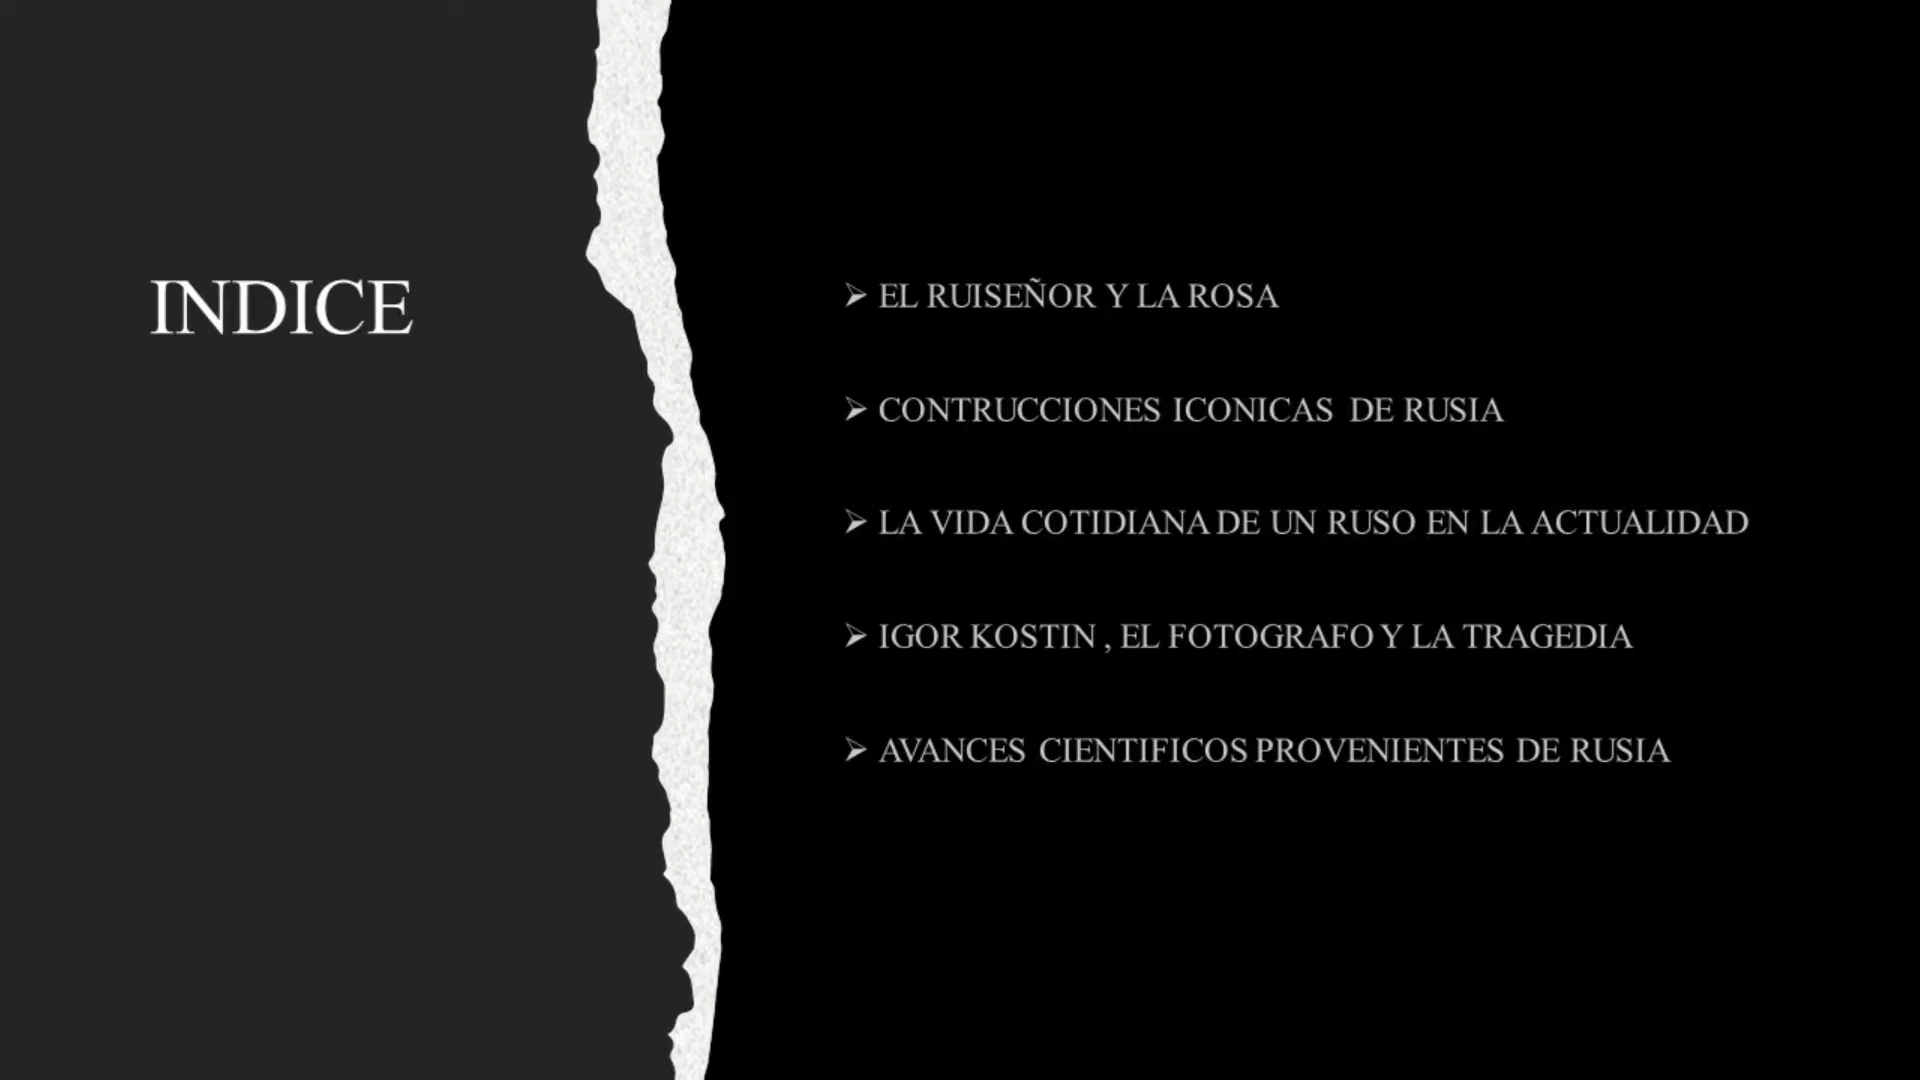 INDICE
EL RUISEÑOR Y LA ROSA
CONTRUCCIONES ICONICAS DE RUSIA
LA VIDA COTIDIANA DE UN RUSO EN LA ACTUALIDAD
IGOR KOSTIN , EL FOTOGRAFO Y LA TRAGEDIA
AVANCES CIENTIFICOS PROVENIENTES DE RUSIA